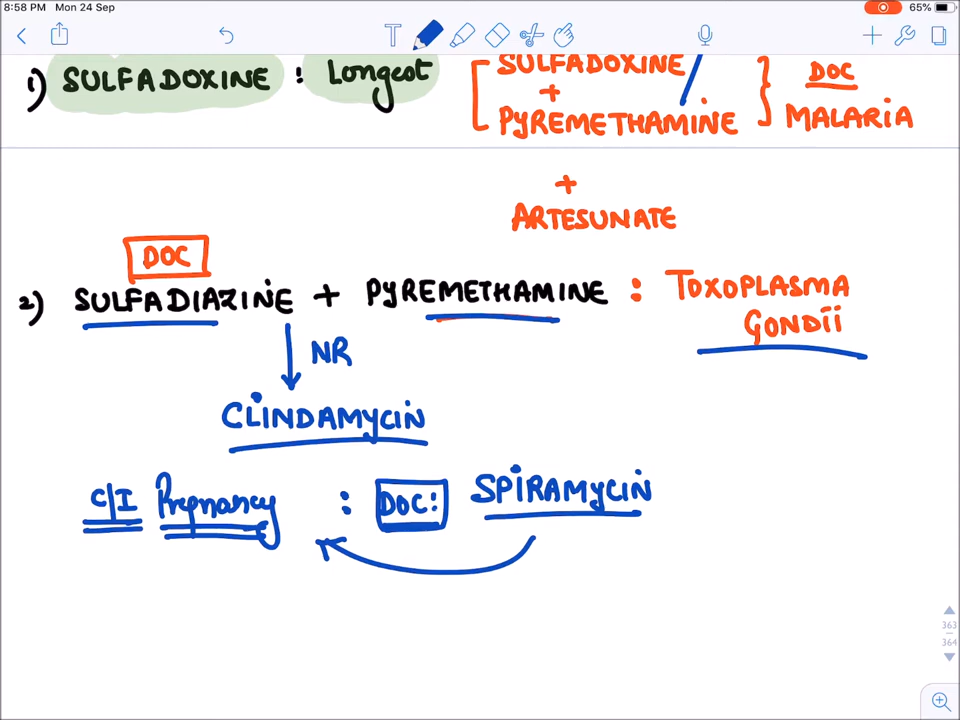 8:58 PM Mon 24 Sep
65%
T
1) SULFADOXINE : Longest
SULFADOXINE
+
PYREMETHAMINE
DOC
MALARIA
+
ARTESUNATE
DOC
2) SULFADIAZINE + PYREMETHAMINE : TOXOPLASMA
GONDII
NR
CLINDAMYCIN
C/I Pregnancy : DOC: SPIRAMYCIN
363
364